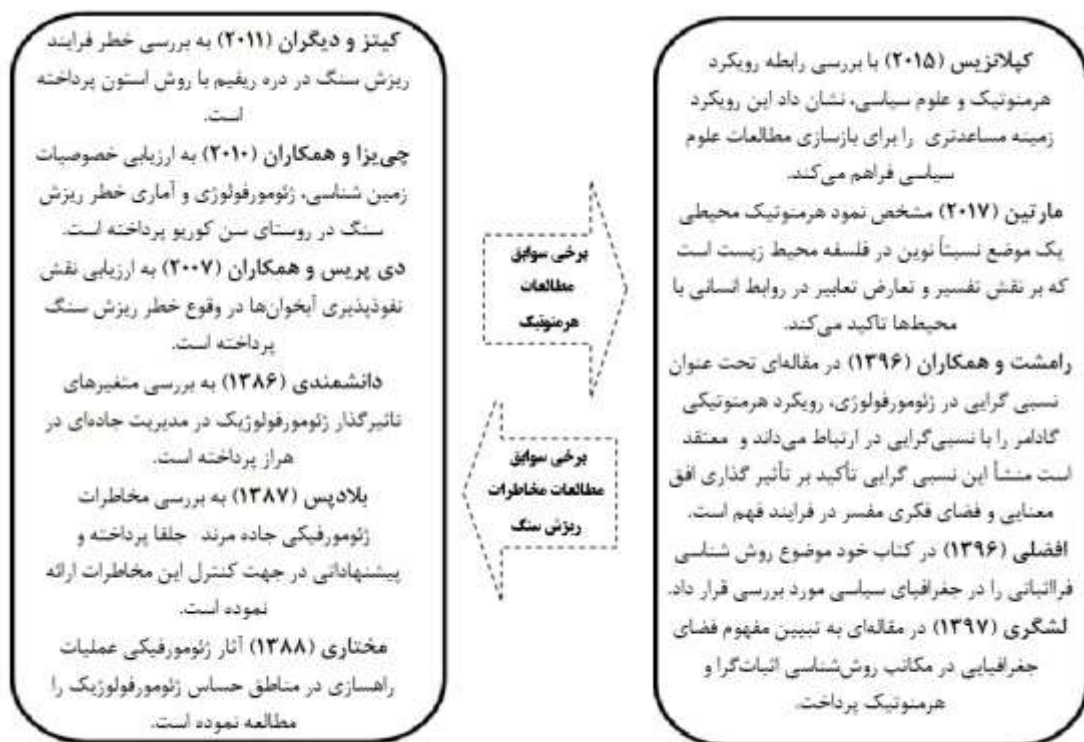 کپلانزیس (۲۰۱۵) با بررسی رابطه رویکرد
هرمنوتیک و علوم سیاسی، نشان داد این رویکرد
زمینه مساعدتری را برای بازسازی مطالعات علوم
سیاسی فراهم می‌کند.
مارتین (۲۰۱۷) مشخص نمود هرمنوتیک محیطی
یک موضع نسبتاً نوین در فلسفه محیط زیست است
که بر نقش تفسیر و تعارض تعابیر در روابط انسانی با
محیط‌ها تاکید می‌کند.
رامشت و همکاران (۱۳۹۶) در مقاله‌ای تحت عنوان
نسبی گرایی در ژئومورفولوژی، رویکرد هرمنوتیکی
گادامر را با نسبی‌گرایی در ارتباط می‌داند و معتقد
است منشأ این نسبی گرایی تأکید بر تأثیر گذاری افق
معنایی و فضای فکری مفسر در فرایند فهم است.
افضلی (۱۳۹۶) در کتاب خود موضوع روش شناسی
فرااثباتی را در جغرافیای سیاسی مورد بررسی قرار داد.
لشگری (۱۳۹۷) در مقاله‌ای به تبیین مفهوم فضای
جغرافیایی در مکاتب روش‌شناسی اثبات‌گرا و
هرمنوتیک پرداخت.
برخی سوابق
مطالعات
هرمنوتیک
برخی سوابق
مطالعات مخاطرات
ریزش سنگ
کیتز و دیگران (۲۰۱۱) به بررسی خطر فرایند
ریزش سنگ در دره ریفیم با روش استون پرداخته
است.
چی‌یزا و همکاران (۲۰۱۰) به ارزیابی خصوصیات
زمین شناسی، ژئومورفولوژی و آماری خطر ریزش
سنگ در روستای سن کوریو پرداخته است.
دی پریس و همکاران (۲۰۰۷) به ارزیابی نقش
نفوذپذیری آبخوان‌ها در وقوع خطر ریزش سنگ
پرداخته است.
دانشمندی (۱۳۸۶) به بررسی متغیرهای
تاثیرگذار ژئومورفولوژیک در مدیریت جاده‌ای در
هراز پرداخته است.
بلادپس (۱۳۸۷) به بررسی مخاطرات
ژئومورفیکی جاده مرند جلفا پرداخته و
پیشنهاداتی در جهت کنترل این مخاطرات ارائه
نموده است.
مختاری (۱۳۸۸) آثار ژئومورفیکی عملیات
راهسازی در مناطق حساس ژئومورفولوژیک را
مطالعه نموده است.